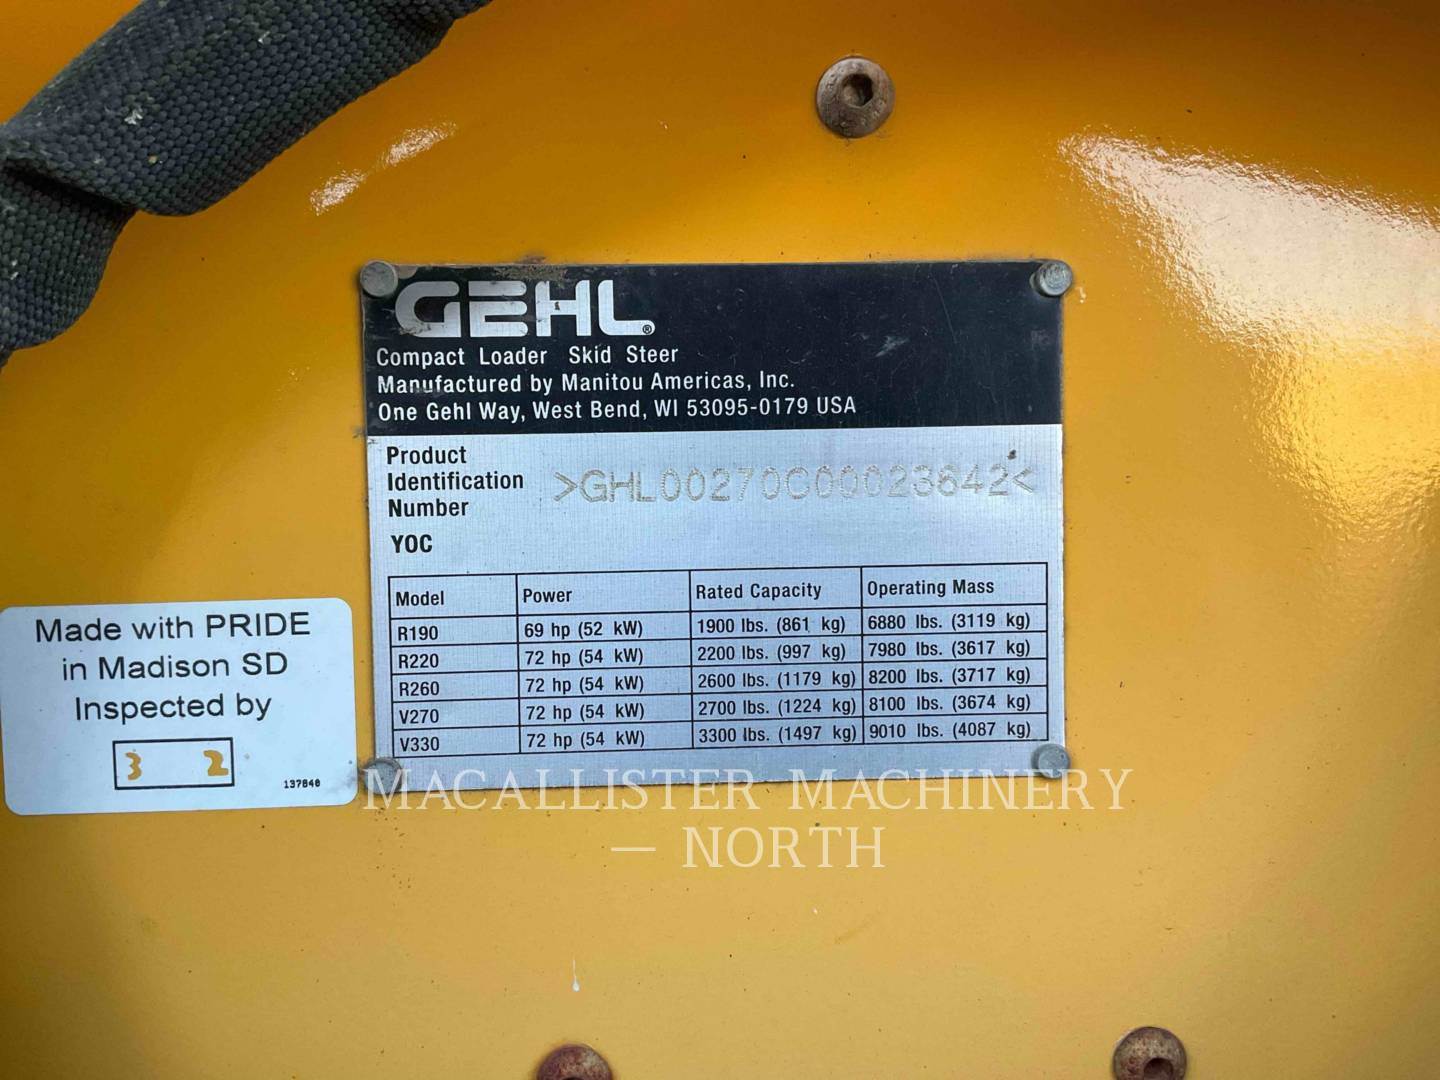 GEHL®
Compact Loader Skid Steer
Manufactured by Manitou Americas, Inc.
One Gehl Way, West Bend, WI 53095-0179 USA
Product
Identification
Number
>GHL00270C00023642<
YOC
Model Power Rated Capacity Operating Mass
R190 69 hp (52 kW) 1900 lbs. (861 kg) 6880 lbs. (3119 kg)
R220 72 hp (54 kW) 2200 lbs. (997 kg) 7980 lbs. (3617 kg)
R260 72 hp (54 kW) 2600 lbs. (1179 kg) 8200 lbs. (3717 kg)
V270 72 hp (54 kW) 2700 lbs. (1224 kg) 8100 lbs. (3674 kg)
V330 72 hp (54 kW) 3300 lbs. (1497 kg) 9010 lbs. (4087 kg)
Made with PRIDE
in Madison SD
Inspected by
3 2
137848
MACALLISTER MACHINERY
— NORTH